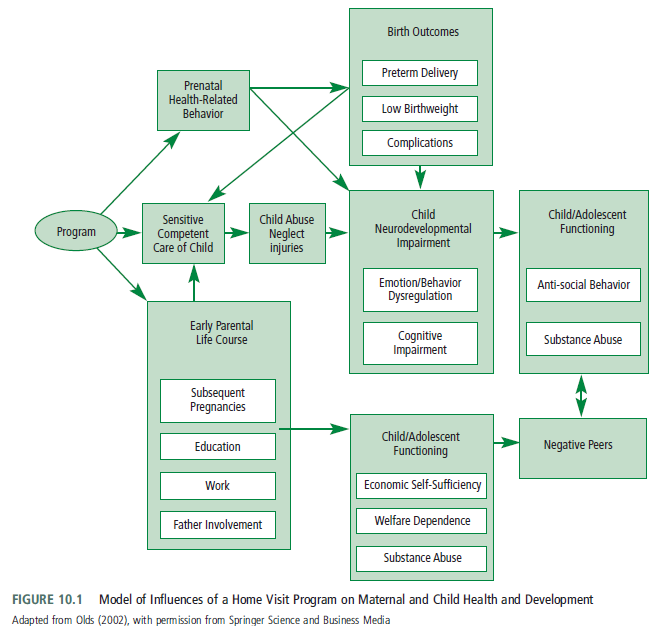 Birth Outcomes
Preterm Delivery
Low Birthweight
Complications
Prenatal
Health-Related
Behavior
Program
Sensitive
Competent
Care of Child
Child Abuse
Neglect
injuries
Child
Neurodevelopmental
Impairment
Emotion/Behavior
Dysregulation
Cognitive
Impairment
Child/Adolescent
Functioning
Anti-social Behavior
Substance Abuse
Early Parental
Life Course
Subsequent
Pregnancies
Education
Work
Father Involvement
Child/Adolescent
Functioning
Economic Self-Sufficiency
Welfare Dependence
Substance Abuse
Negative Peers
FIGURE 10.1 Model of Influences of a Home Visit Program on Maternal and Child Health and Development
Adapted from Olds (2002), with permission from Springer Science and Business Media